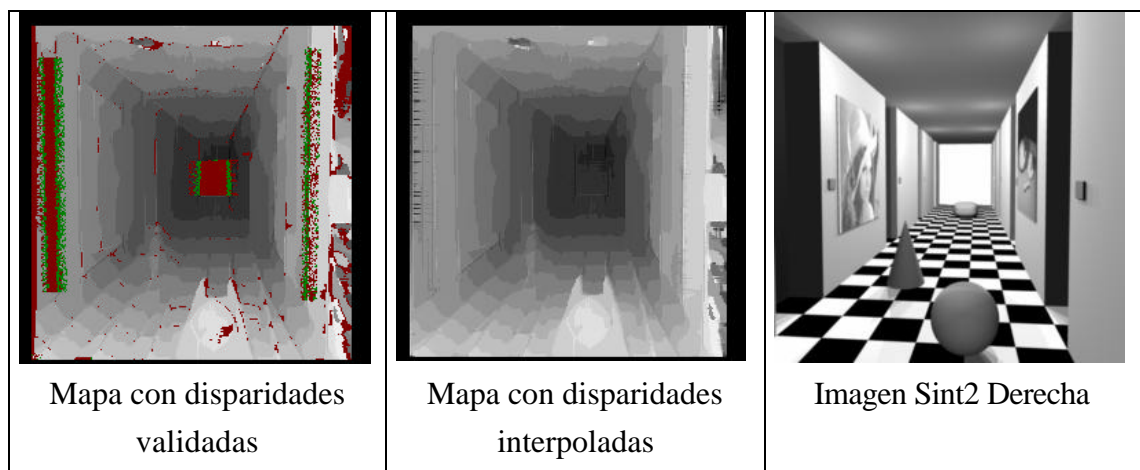 Mapa con disparidades
validadas
Mapa con disparidades
interpoladas
Imagen Sint2 Derecha